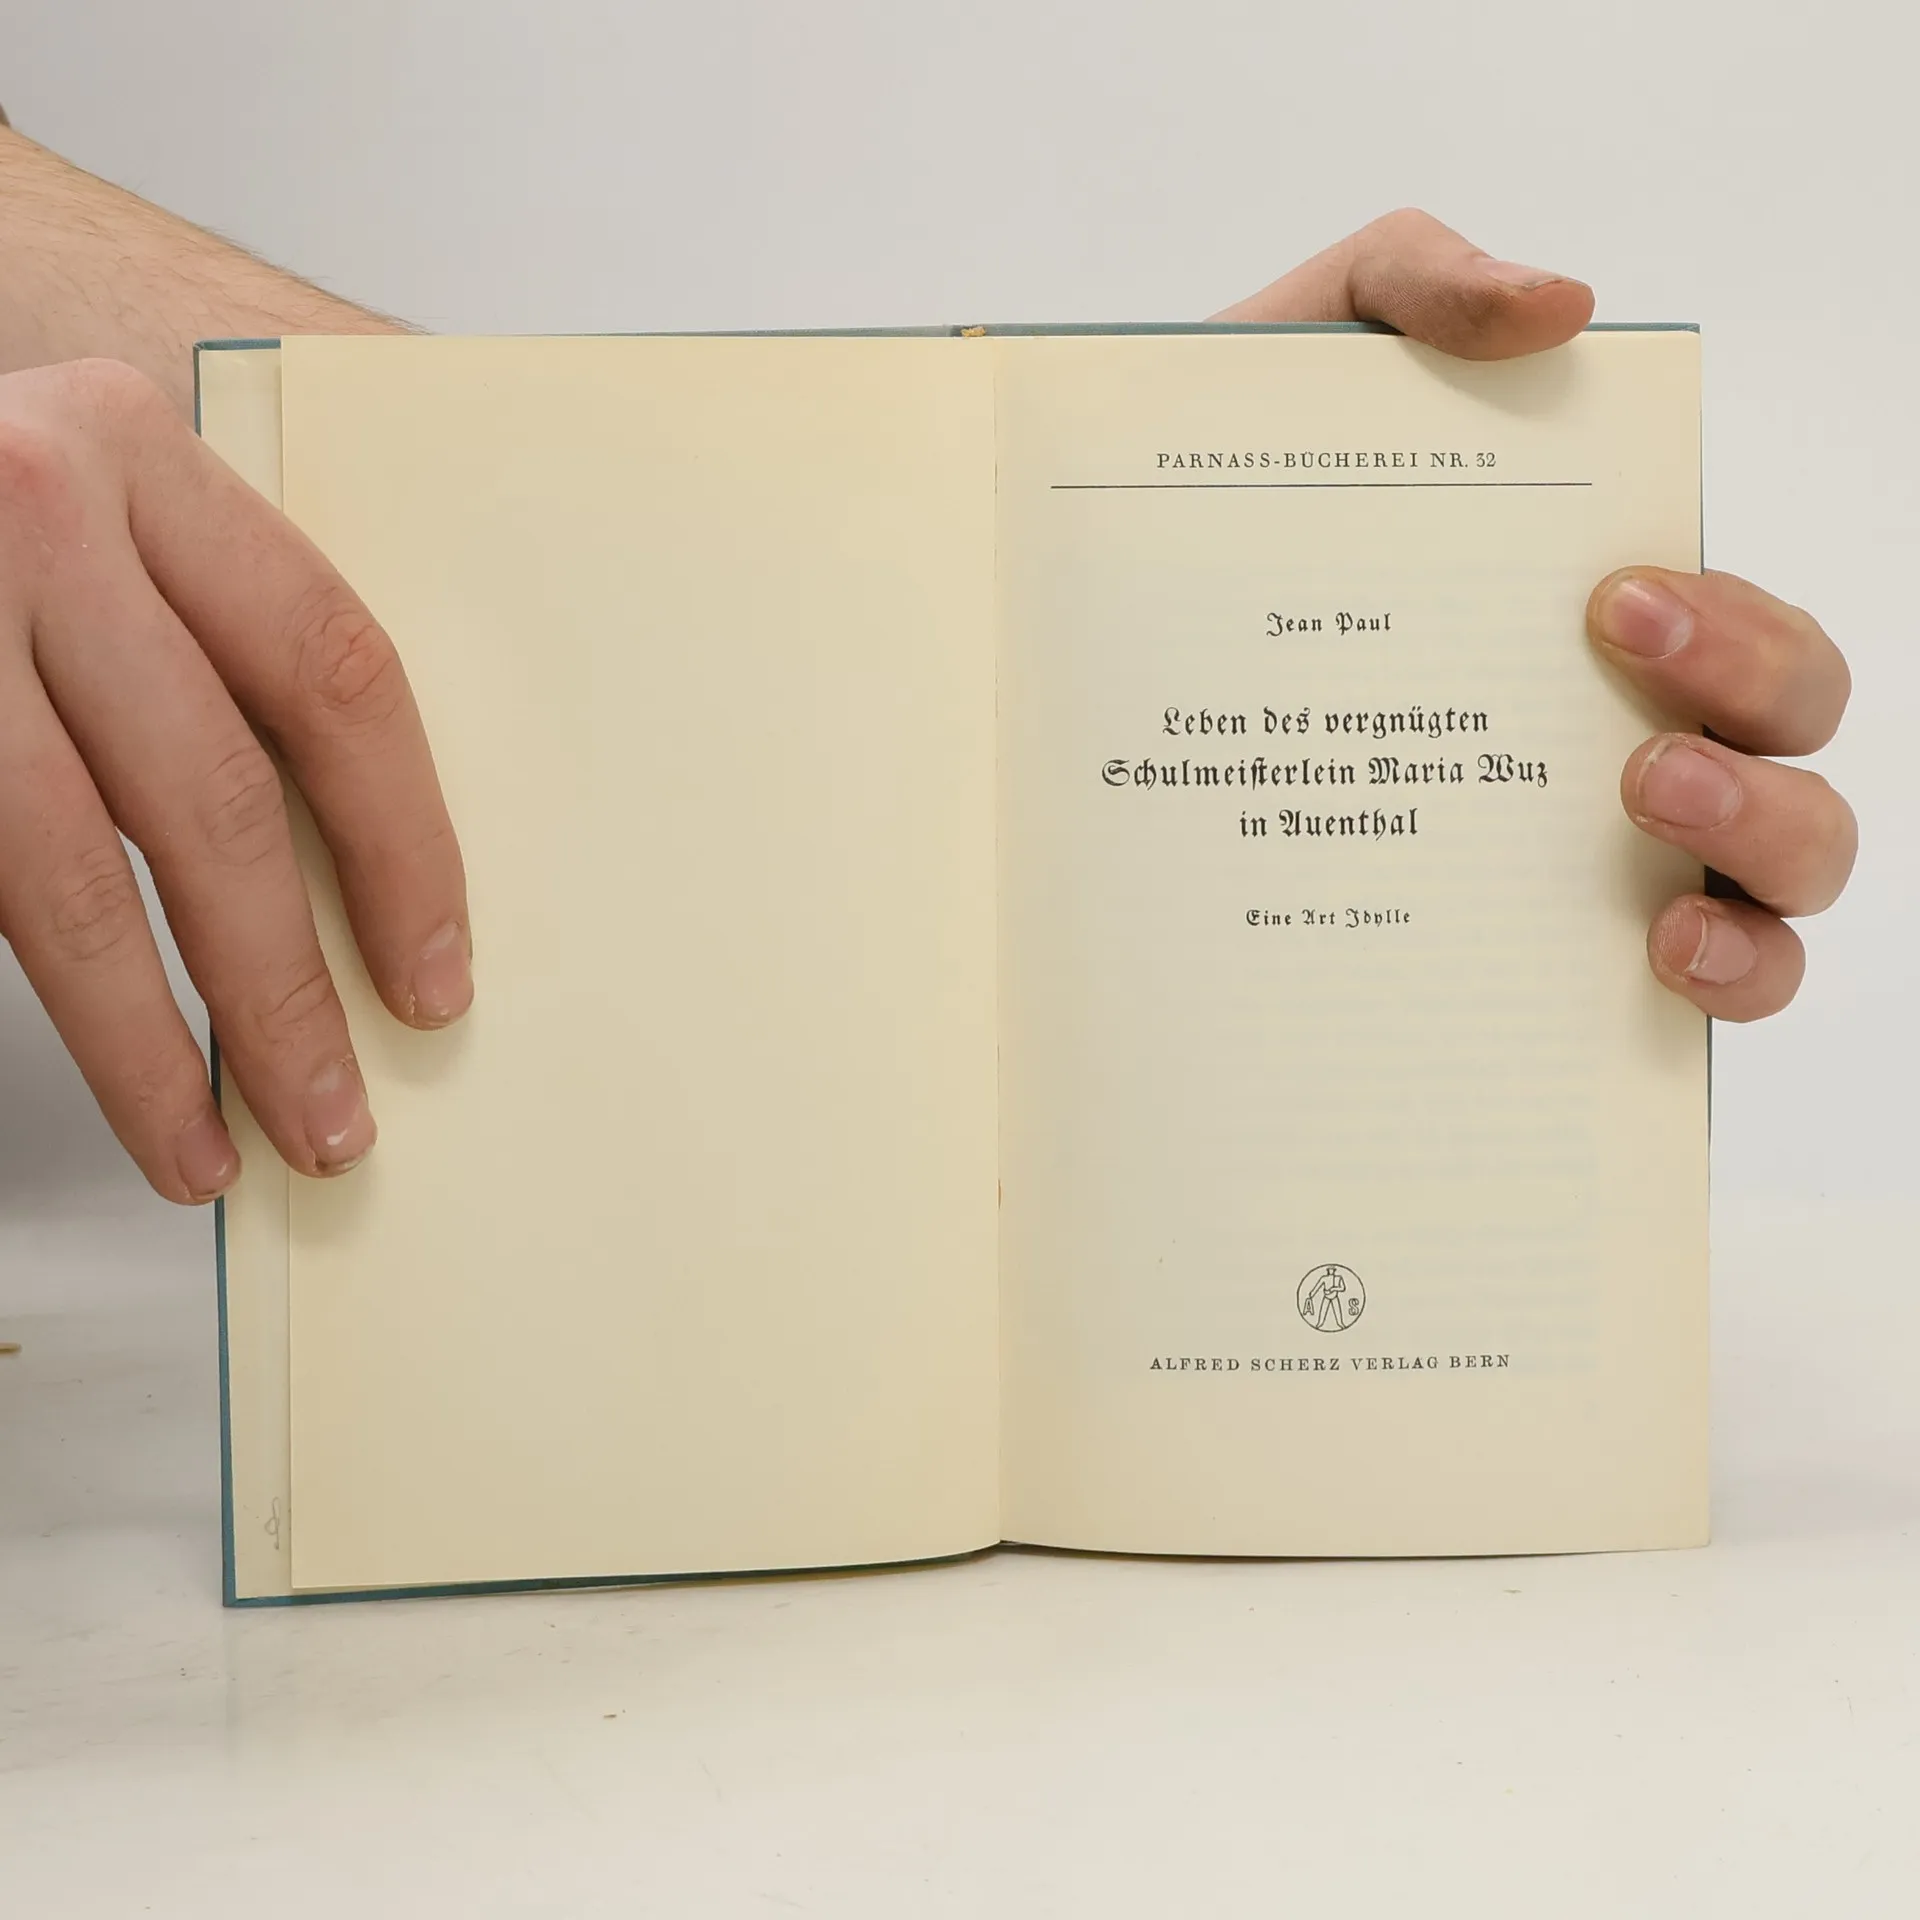 PARNASS-BÜCHEREI NR. 32
Jean Paul
Leben des vergnügten
Schulmeiſterlein Maria Wuz
in Auenthal
Eine Art Idylle
A S
ALFRED SCHERZ VERLAG BERN